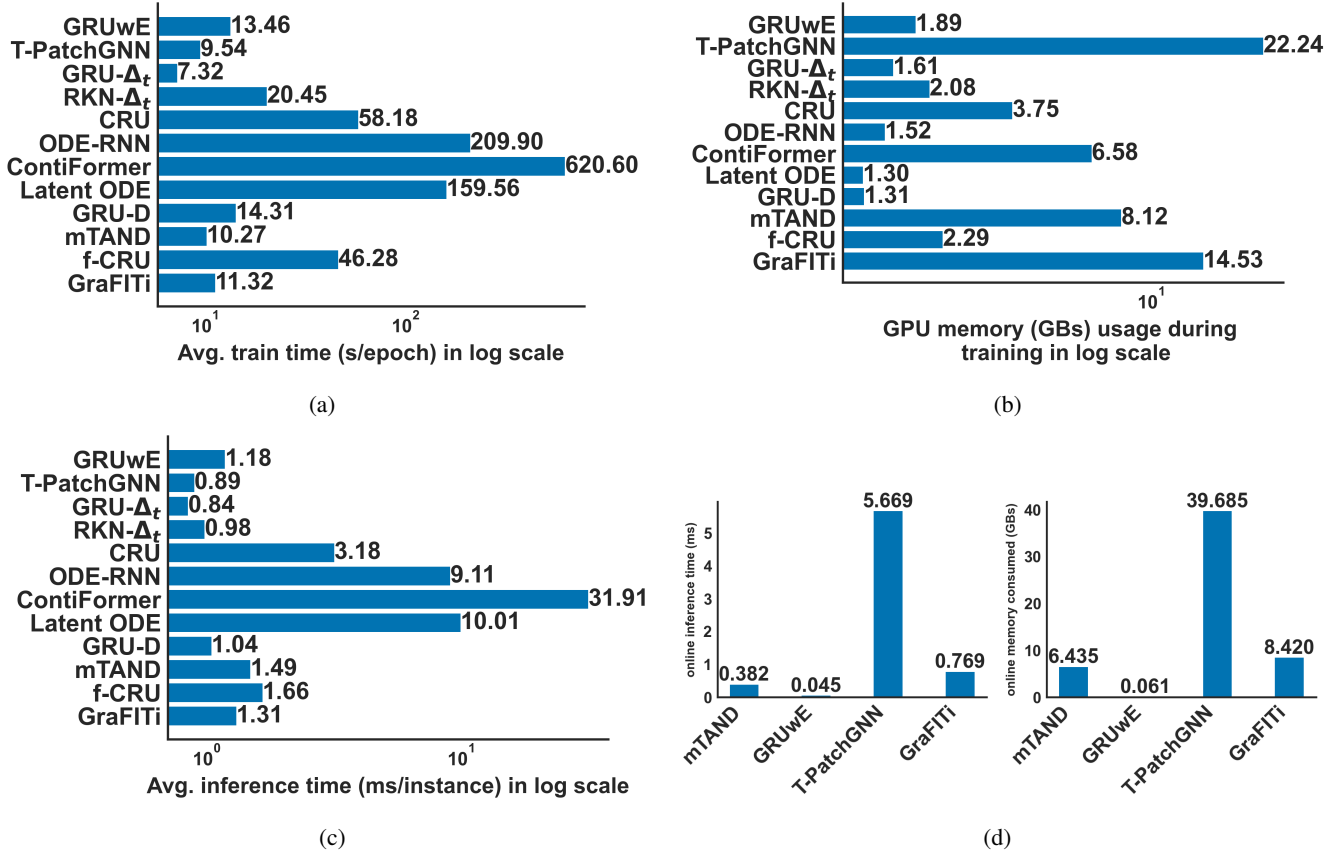 GRUwE 13.46
T-PatchGNN 9.54
GRU-Δt 7.32
RKN-Δt 20.45
CRU 58.18
ODE-RNN 209.90
ContiFormer 620.60
Latent ODE 159.56
GRU-D 14.31
mTAND 10.27
f-CRU 46.28
GraFITi 11.32
10^1 10^2
Avg. train time (s/epoch) in log scale
(a)
GRUwE 1.89
T-PatchGNN 22.24
GRU-Δt 1.61
RKN-Δt 2.08
CRU 3.75
ODE-RNN 1.52
ContiFormer 6.58
Latent ODE 1.30
GRU-D 1.31
mTAND 8.12
f-CRU 2.29
GraFITi 14.53
10^1
GPU memory (GBs) usage during
training in log scale
(b)
GRUwE 1.18
T-PatchGNN 0.89
GRU-Δt 0.84
RKN-Δt 0.98
CRU 3.18
ODE-RNN 9.11
ContiFormer 31.91
Latent ODE 10.01
GRU-D 1.04
mTAND 1.49
f-CRU 1.66
GraFITi 1.31
10^0 10^1
Avg. inference time (ms/instance) in log scale
(c)
online inference time (ms)
5
4
3
2
1
0
0.382 0.045 5.669 0.769
mTAND GRUwE T-PatchGNN GraFITi
online memory consumed (GBs)
40
30
20
10
0
6.435 0.061 39.685 8.420
mTAND GRUwE T-PatchGNN GraFITi
(d)